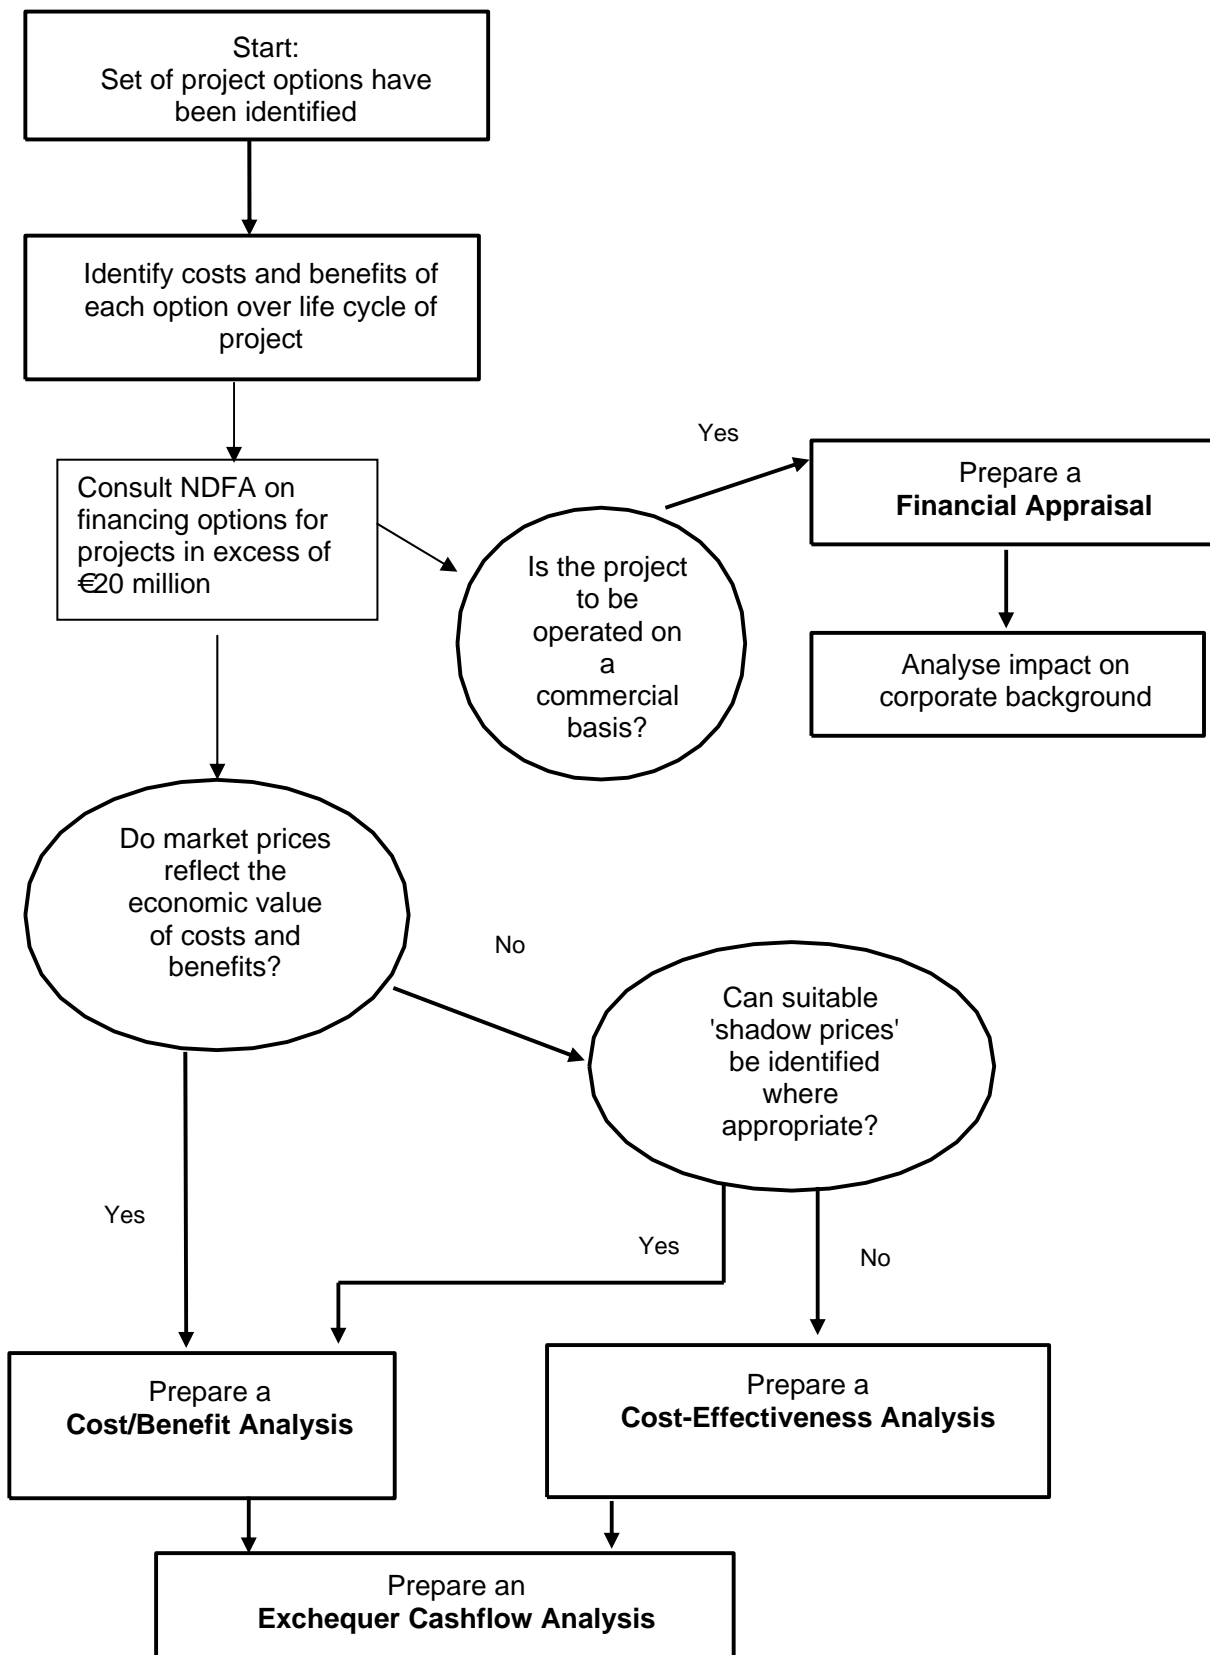 Start:
Set of project options have
been identified
Identify costs and benefits of
each option over life cycle of
project
Consult NDFA on
financing options for
projects in excess of
€20 million
Yes
Prepare a
Financial Appraisal
Is the project
to be
operated on
a
commercial
basis?
Analyse impact on
corporate background
Do market prices
reflect the
economic value
of costs and
benefits?
No
Can suitable
'shadow prices'
be identified
where
appropriate?
Yes
Yes
No
Prepare a
Cost/Benefit Analysis
Prepare a
Cost-Effectiveness Analysis
Prepare an
Exchequer Cashflow Analysis